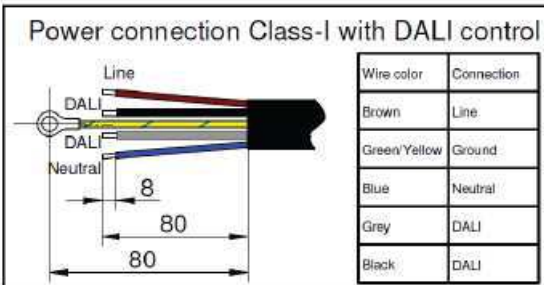 Power connection Class-I with DALI control
Line
DALI
DALI
Neutral
8
80
80
Wire color Connection
Brown Line
Green/Yellow Ground
Blue Neutral
Grey DALI
Black DALI